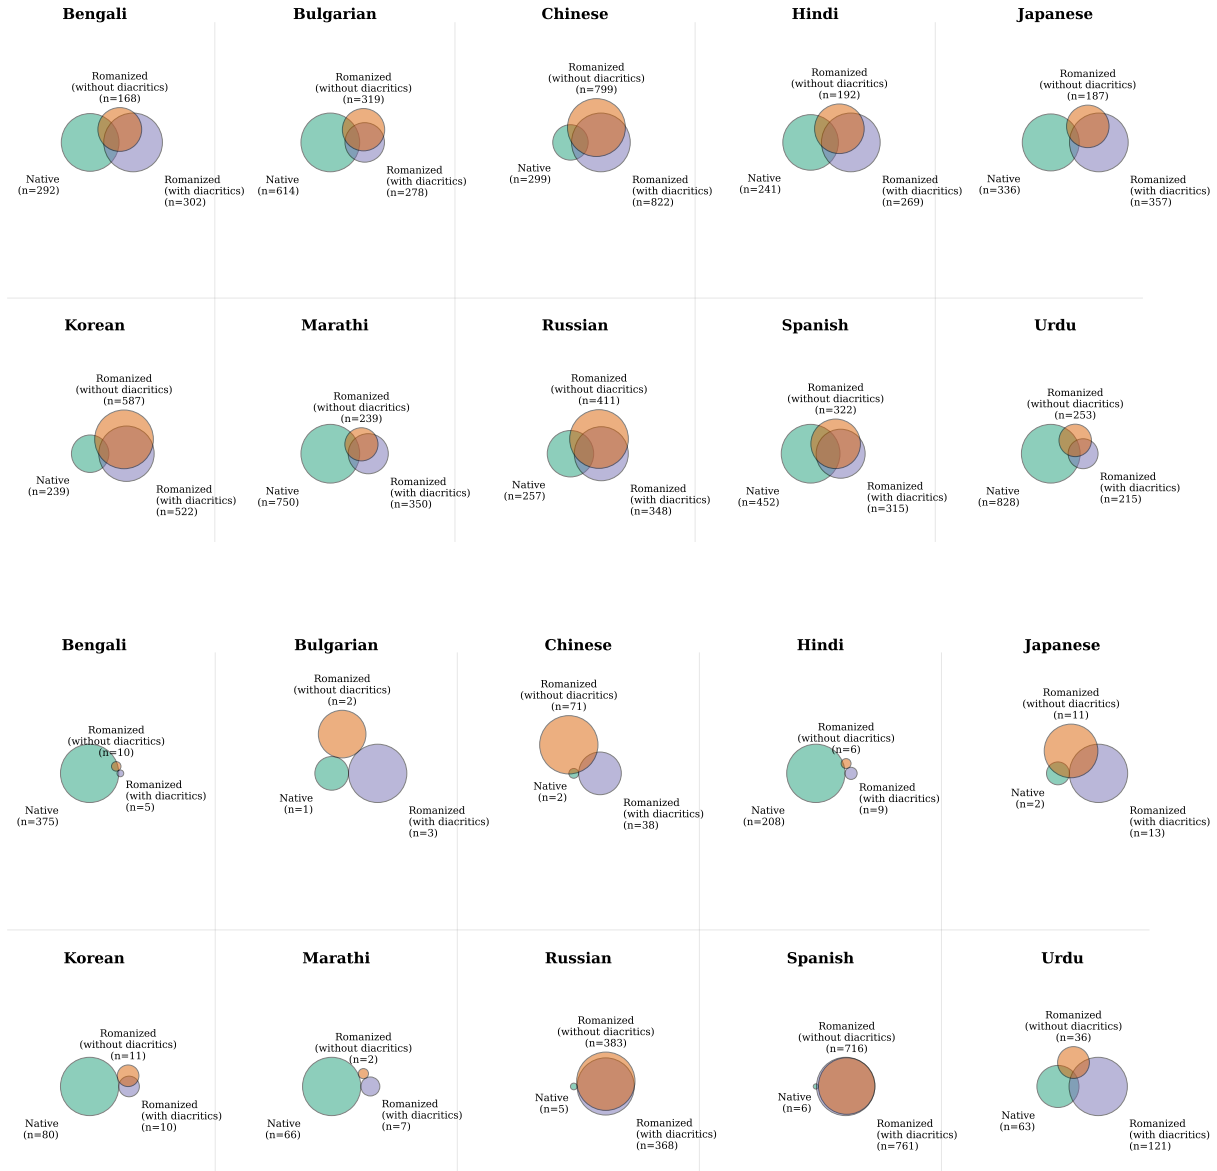 Bengali
Romanized
(without diacritics)
(n=168)
Native
(n=292)
Romanized
(with diacritics)
(n=302)
Bulgarian
Romanized
(without diacritics)
(n=319)
Native
(n=614)
Romanized
(with diacritics)
(n=278)
Chinese
Romanized
(without diacritics)
(n=799)
Native
(n=299)
Romanized
(with diacritics)
(n=822)
Hindi
Romanized
(without diacritics)
(n=192)
Native
(n=241)
Romanized
(with diacritics)
(n=269)
Japanese
Romanized
(without diacritics)
(n=187)
Native
(n=336)
Romanized
(with diacritics)
(n=357)
Korean
Romanized
(without diacritics)
(n=587)
Native
(n=239)
Romanized
(with diacritics)
(n=522)
Marathi
Romanized
(without diacritics)
(n=239)
Native
(n=750)
Romanized
(with diacritics)
(n=350)
Russian
Romanized
(without diacritics)
(n=411)
Native
(n=257)
Romanized
(with diacritics)
(n=348)
Spanish
Romanized
(without diacritics)
(n=322)
Native
(n=452)
Romanized
(with diacritics)
(n=315)
Urdu
Romanized
(without diacritics)
(n=253)
Native
(n=828)
Romanized
(with diacritics)
(n=215)
Bengali
Romanized
(without diacritics)
(n=10)
Native
(n=375)
Romanized
(with diacritics)
(n=5)
Bulgarian
Romanized
(without diacritics)
(n=2)
Native
(n=1)
Romanized
(with diacritics)
(n=3)
Chinese
Romanized
(without diacritics)
(n=71)
Native
(n=2)
Romanized
(with diacritics)
(n=38)
Hindi
Romanized
(without diacritics)
(n=6)
Native
(n=208)
Romanized
(with diacritics)
(n=9)
Japanese
Romanized
(without diacritics)
(n=11)
Native
(n=2)
Romanized
(with diacritics)
(n=13)
Korean
Romanized
(without diacritics)
(n=11)
Native
(n=80)
Romanized
(with diacritics)
(n=10)
Marathi
Romanized
(without diacritics)
(n=2)
Native
(n=66)
Romanized
(with diacritics)
(n=7)
Russian
Romanized
(without diacritics)
(n=383)
Native
(n=5)
Romanized
(with diacritics)
(n=368)
Spanish
Romanized
(without diacritics)
(n=716)
Native
(n=6)
Romanized
(with diacritics)
(n=761)
Urdu
Romanized
(without diacritics)
(n=36)
Native
(n=63)
Romanized
(with diacritics)
(n=121)